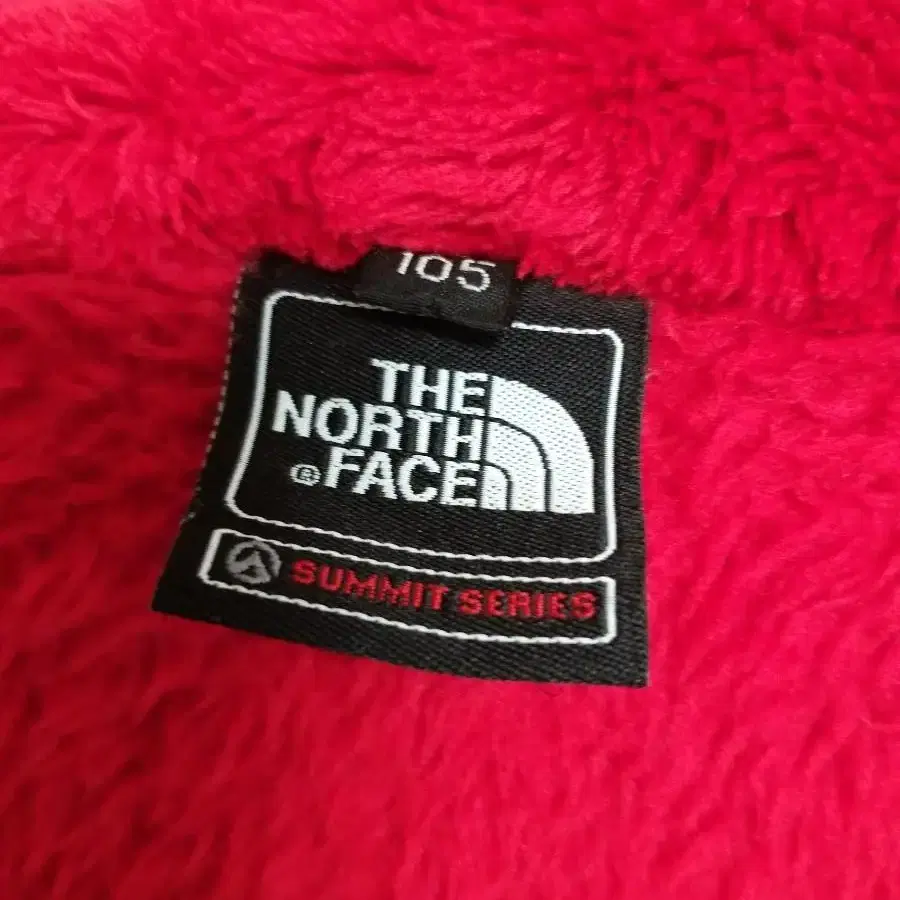 105
THE
NORTH
® FACE
SUMMIT SERIES